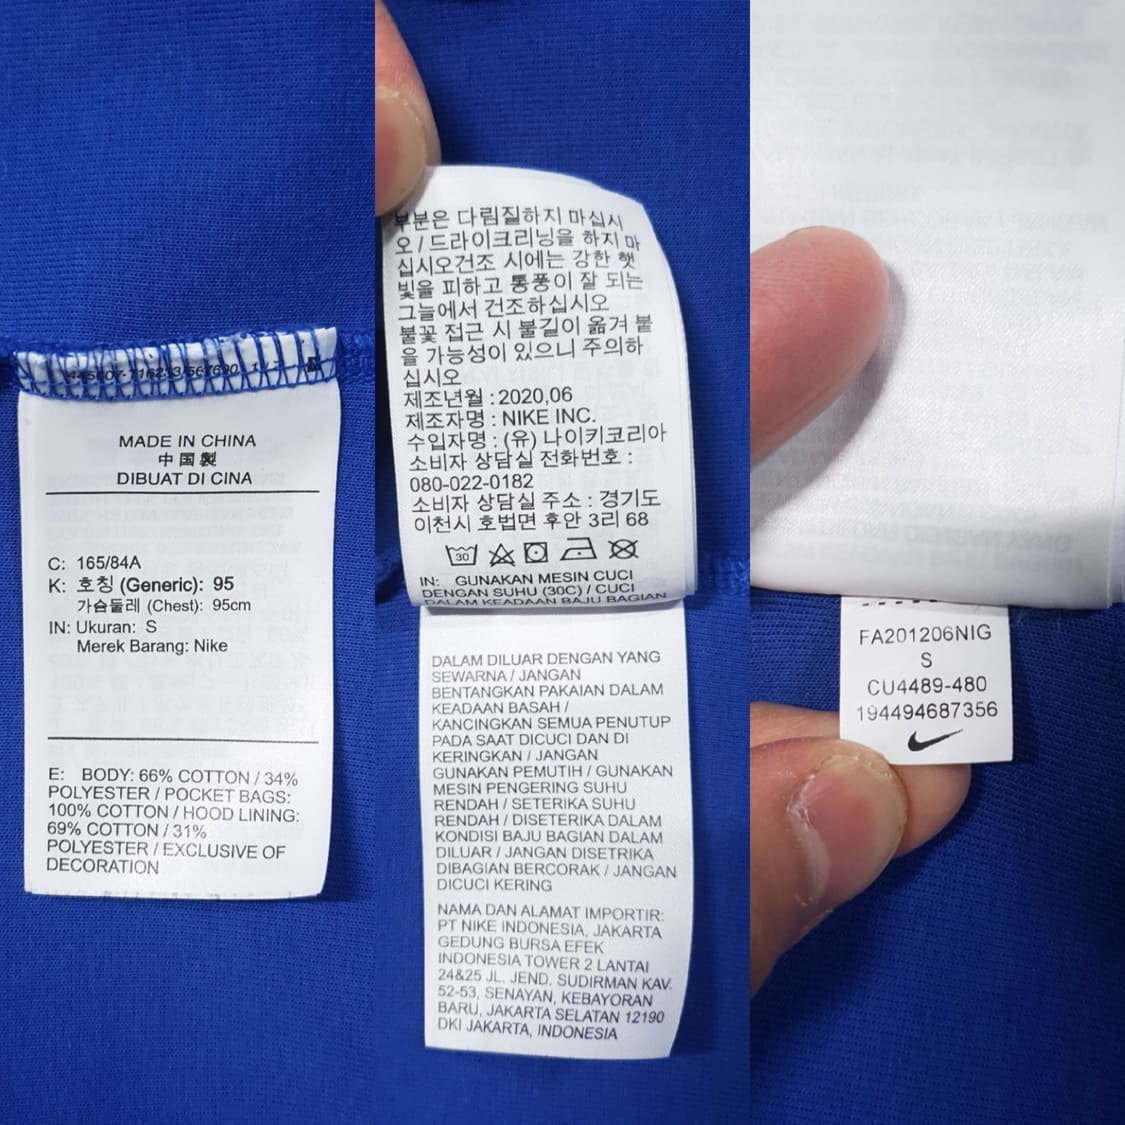 MADE IN CHINA
中国製
DIBUAT DI CINA
C: 165/84A
K: 호칭 (Generic): 95
가슴둘레 (Chest): 95cm
IN: Ukuran: S
Merek Barang: Nike
E: BODY: 66% COTTON / 34%
POLYESTER / POCKET BAGS:
100% COTTON / HOOD LINING:
69% COTTON / 31%
POLYESTER / EXCLUSIVE OF
DECORATION
부분은 다림질하지 마십시
오 / 드라이크리닝을 하지 마
십시오건조 시에는 강한 햇
빛을 피하고 통풍이 잘 되는
그늘에서 건조하십시오
불꽃 접근 시 불길이 옮겨 붙
을 가능성이 있으니 주의하
십시오
제조년월 : 2020,06
제조자명 : NIKE INC.
수입자명 : (유) 나이키코리아
소비자 상담실 전화번호 :
080-022-0182
소비자 상담실 주소 : 경기도
이천시 호법면 후안 3리 68
30
IN: GUNAKAN MESIN CUCI
DENGAN SUHU (30C) / CUCI
DALAM KEADAAN BAJU BAGIAN
DALAM DILUAR DENGAN YANG
SEWARNA / JANGAN
BENTANGKAN PAKAIAN DALAM
KEADAAN BASAH /
KANCINGKAN SEMUA PENUTUP
PADA SAAT DICUCI DAN DI
KERINGKAN / JANGAN
GUNAKAN PEMUTIH / GUNAKAN
MESIN PENGERING SUHU
RENDAH / SETERIKA SUHU
RENDAH / DISETERIKA DALAM
KONDISI BAJU BAGIAN DALAM
DILUAR / JANGAN DISETRIKA
DIBAGIAN BERCORAK / JANGAN
DICUCI KERING
NAMA DAN ALAMAT IMPORTIR:
PT NIKE INDONESIA, JAKARTA
GEDUNG BURSA EFEK
INDONESIA TOWER 2 LANTAI
24&25 JL. JEND. SUDIRMAN KAV.
52-53, SENAYAN, KEBAYORAN
BARU, JAKARTA SELATAN 12190
DKI JAKARTA, INDONESIA
FA201206NIG
S
CU4489-480
194494687356